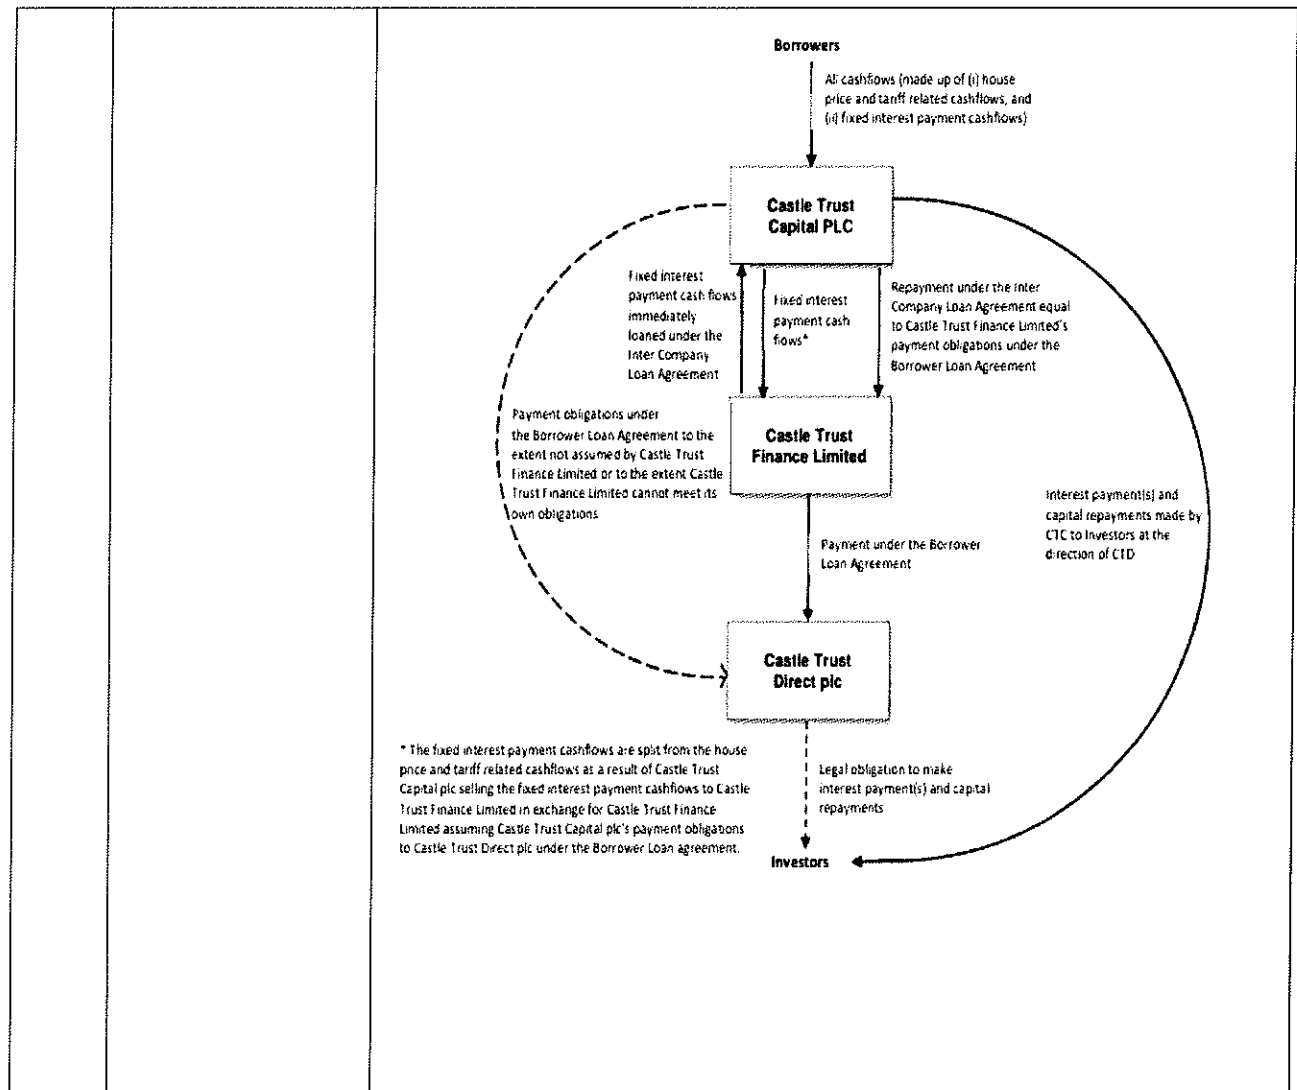 Borrowers
All cashflows (made up of (i) house
price and tariff related cashflows, and
(ii) fixed interest payment cashflows)
Castle Trust
Capital PLC
Fixed interest
payment cash flows
immediately
loaned under the
Inter Company
Loan Agreement
Fixed interest
payment cash
flows*
Repayment under the Inter
Company Loan Agreement equal
to Castle Trust Finance Limited's
payment obligations under the
Borrower Loan Agreement
Payment obligations under
the Borrower Loan Agreement to the
extent not assumed by Castle Trust
Finance Limited or to the extent Castle
Trust Finance Limited cannot meet its
own obligations
Castle Trust
Finance Limited
Interest payment(s) and
capital repayments made by
CTC to Investors at the
direction of CTD
Payment under the Borrower
Loan Agreement
Castle Trust
Direct plc
* The fixed interest payment cashflows are split from the house
price and tariff related cashflows as a result of Castle Trust
Capital plc selling the fixed interest payment cashflows to Castle
Trust Finance Limited in exchange for Castle Trust Finance
Limited assuming Castle Trust Capital plc's payment obligations
to Castle Trust Direct plc under the Borrower Loan agreement.
Legal obligation to make
interest payment(s) and capital
repayments
Investors